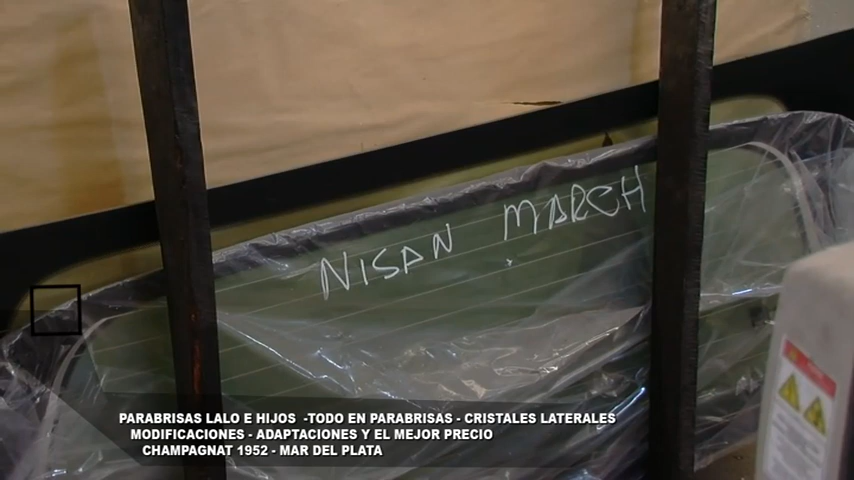 NISAN MARCH
PARABRISAS LALO E HIJOS -TODO EN PARABRISAS - CRISTALES LATERALES
MODIFICACIONES - ADAPTACIONES Y EL MEJOR PRECIO
CHAMPAGNAT 1952 - MAR DEL PLATA